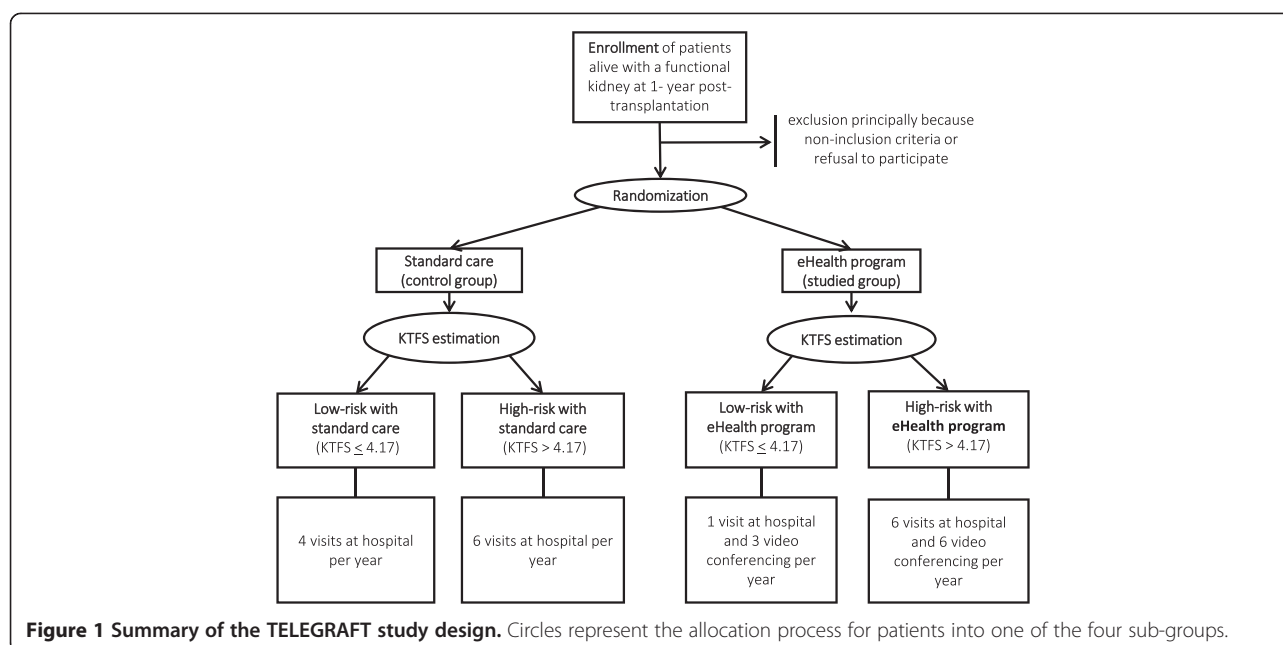 Enrollment of patients
alive with a functional
kidney at 1- year post-
transplantation
exclusion principally because
non-inclusion criteria or
refusal to participate
Randomization
Standard care
(control group)
eHealth program
(studied group)
KTFS estimation
KTFS estimation
Low-risk with
standard care
(KTFS ≤ 4.17)
High-risk with
standard care
(KTFS > 4.17)
Low-risk with
eHealth program
(KTFS ≤ 4.17)
High-risk with
eHealth program
(KTFS > 4.17)
4 visits at hospital
per year
6 visits at hospital per
year
1 visit at hospital
and 3 video
conferencing per
year
6 visits at hospital
and 6 video
conferencing per
year
Figure 1 Summary of the TELEGRAFT study design. Circles represent the allocation process for patients into one of the four sub-groups.